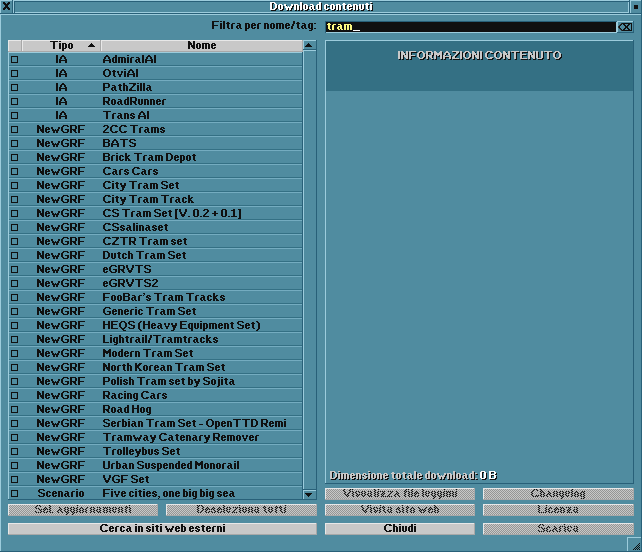 Download contenuti
Filtra per nome/tag: tram_
Tipo Nome
IA AdmiralAI
IA OtviAI
IA PathZilla
IA RoadRunner
IA Trans AI
NewGRF 2CC Trams
NewGRF BATS
NewGRF Brick Tram Depot
NewGRF Cars Cars
NewGRF City Tram Set
NewGRF City Tram Track
NewGRF CS Tram Set [V. 0.2 + 0.1]
NewGRF CSsalinaset
NewGRF CZTR Tram set
NewGRF Dutch Tram Set
NewGRF eGRVTS
NewGRF eGRVTS2
NewGRF FooBar's Tram Tracks
NewGRF Generic Tram Set
NewGRF HEQS (Heavy Equipment Set)
NewGRF Lightrail/Tramtracks
NewGRF Modern Tram Set
NewGRF North Korean Tram Set
NewGRF Polish Tram set by Sojita
NewGRF Racing Cars
NewGRF Road Hog
NewGRF Serbian Tram Set - OpenTTD Remi
NewGRF Tramway Catenary Remover
NewGRF Trolleybus Set
NewGRF Urban Suspended Monorail
NewGRF VGF Set
Scenario Five cities, one big big sea
INFORMAZIONI CONTENUTO
Dimensione totale download: 0 B
Sel. aggiornamenti Deseleziona tutti Visualizza file leggimi Changelog
Visita sito web Licenza
Cerca in siti web esterni Chiudi Scarica